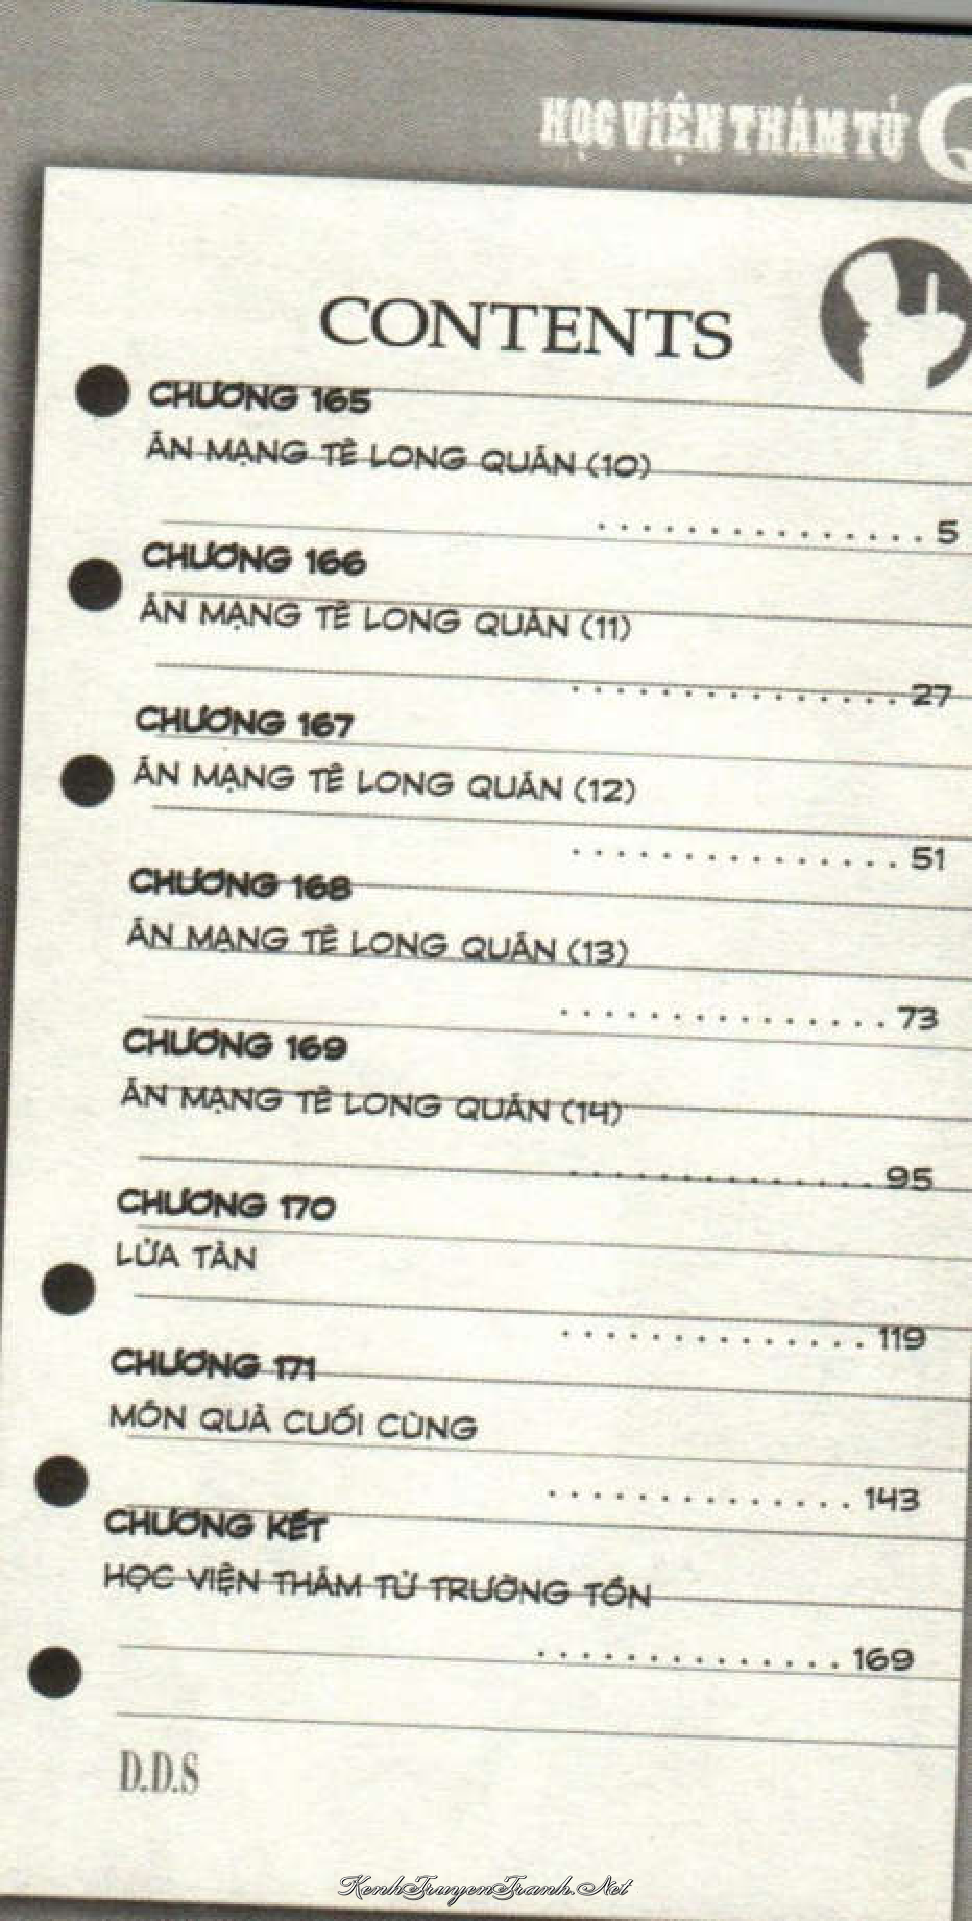 HỌC VIỆN THÁM TỬ Q
CONTENTS
CHƯƠNG 165
ÁN MẠNG TÊ LONG QUÁN (10)
5
CHƯƠNG 166
ÁN MẠNG TÊ LONG QUÁN (11)
27
CHƯƠNG 167
ÁN MẠNG TÊ LONG QUÁN (12)
51
CHƯƠNG 168
ÁN MẠNG TÊ LONG QUÁN (13)
73
CHƯƠNG 169
ÁN MẠNG TÊ LONG QUÁN (14)
95
CHƯƠNG 170
LỬA TÀN
119
CHƯƠNG 171
MÓN QUÀ CUỐI CÙNG
143
CHƯƠNG KẾT
HỌC VIỆN THÁM TỬ TRƯỜNG TỒN
169
D.D.S
KenhTruyenTranh.Net